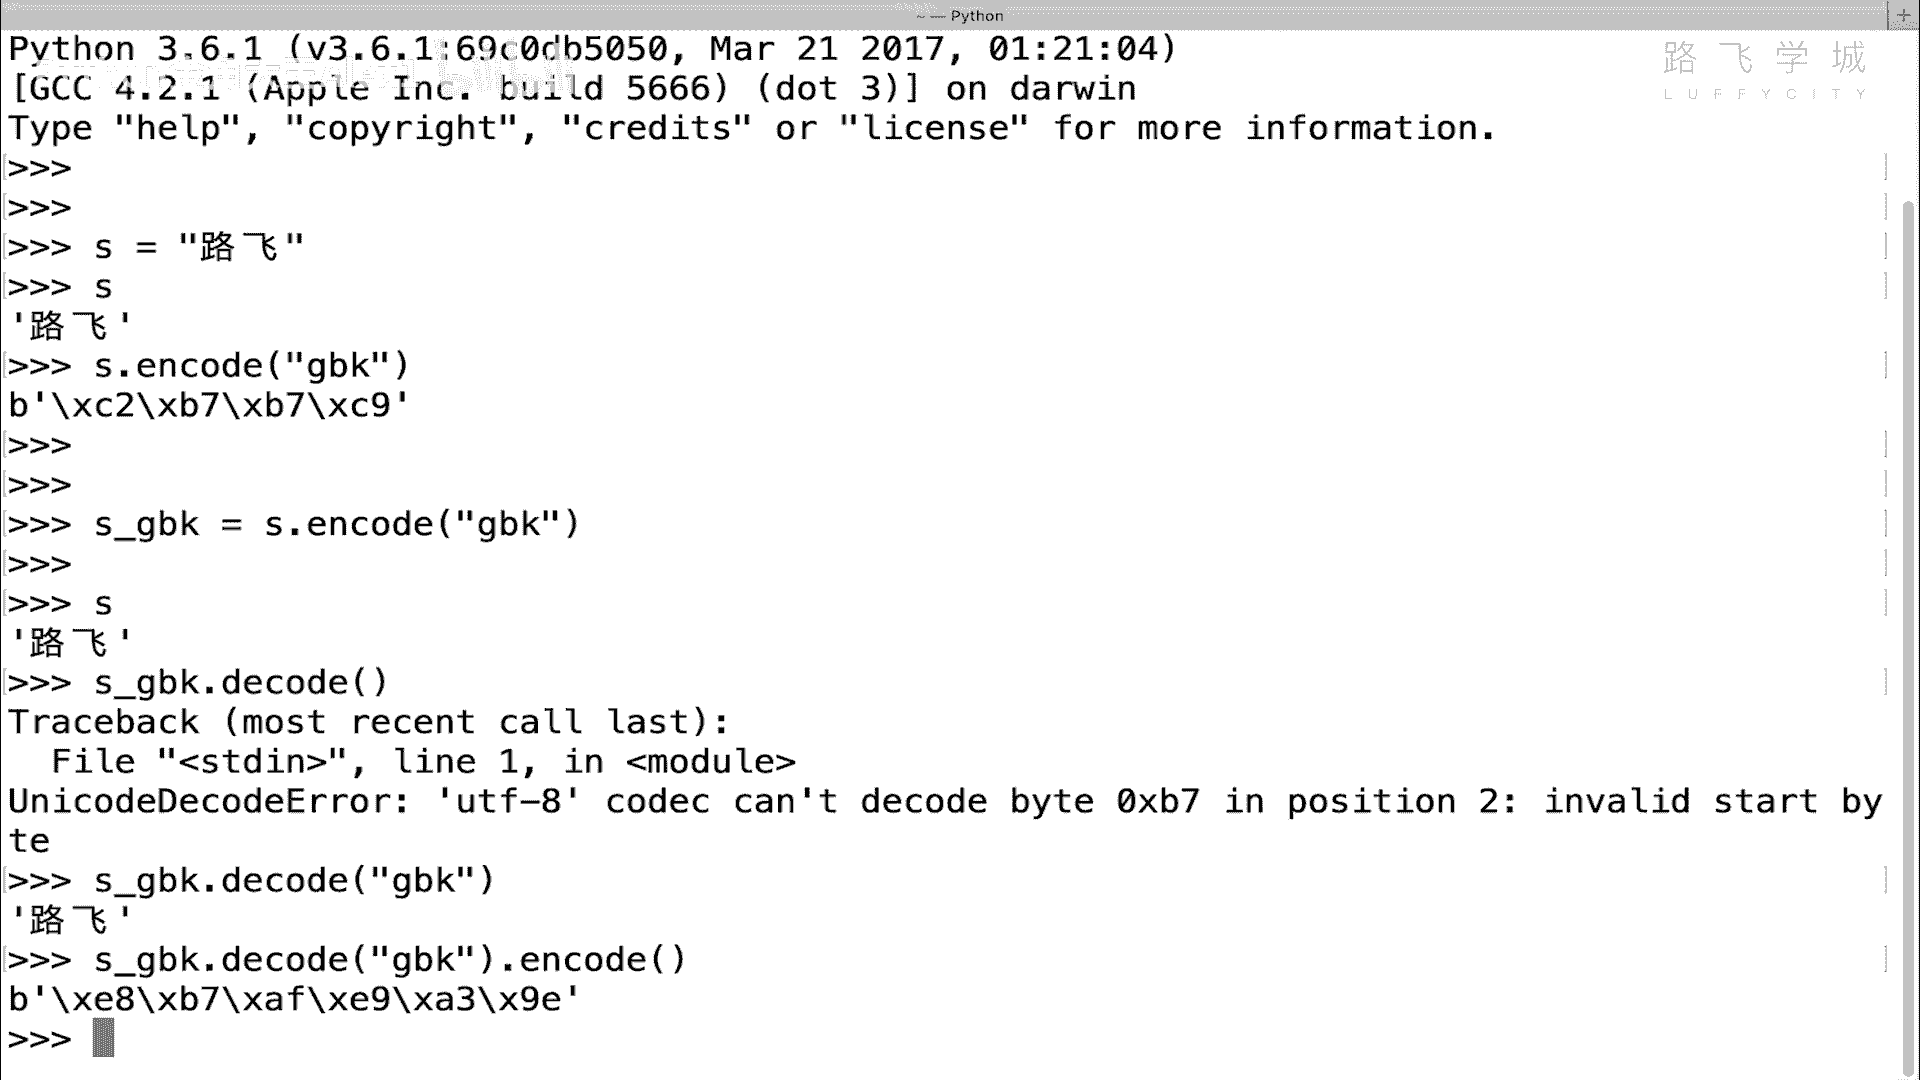 ~ — Python
+
Python 3.6.1 (v3.6.1:69c0db5050, Mar 21 2017, 01:21:04)
[GCC 4.2.1 (Apple Inc. build 5666) (dot 3)] on darwin
Type "help", "copyright", "credits" or "license" for more information.
路飞学城
LUFFYCITY
>>>
>>>
>>> s = "路飞"
>>> s
'路飞'
>>> s.encode("gbk")
b'\xc2\xb7\xb7\xc9'
>>>
>>>
>>> s_gbk = s.encode("gbk")
>>>
>>> s
'路飞'
>>> s_gbk.decode()
Traceback (most recent call last):
  File "<stdin>", line 1, in <module>
UnicodeDecodeError: 'utf-8' codec can't decode byte 0xb7 in position 2: invalid start by
te
>>> s_gbk.decode("gbk")
'路飞'
>>> s_gbk.decode("gbk").encode()
b'\xe8\xb7\xaf\xe9\xa3\x9e'
>>>